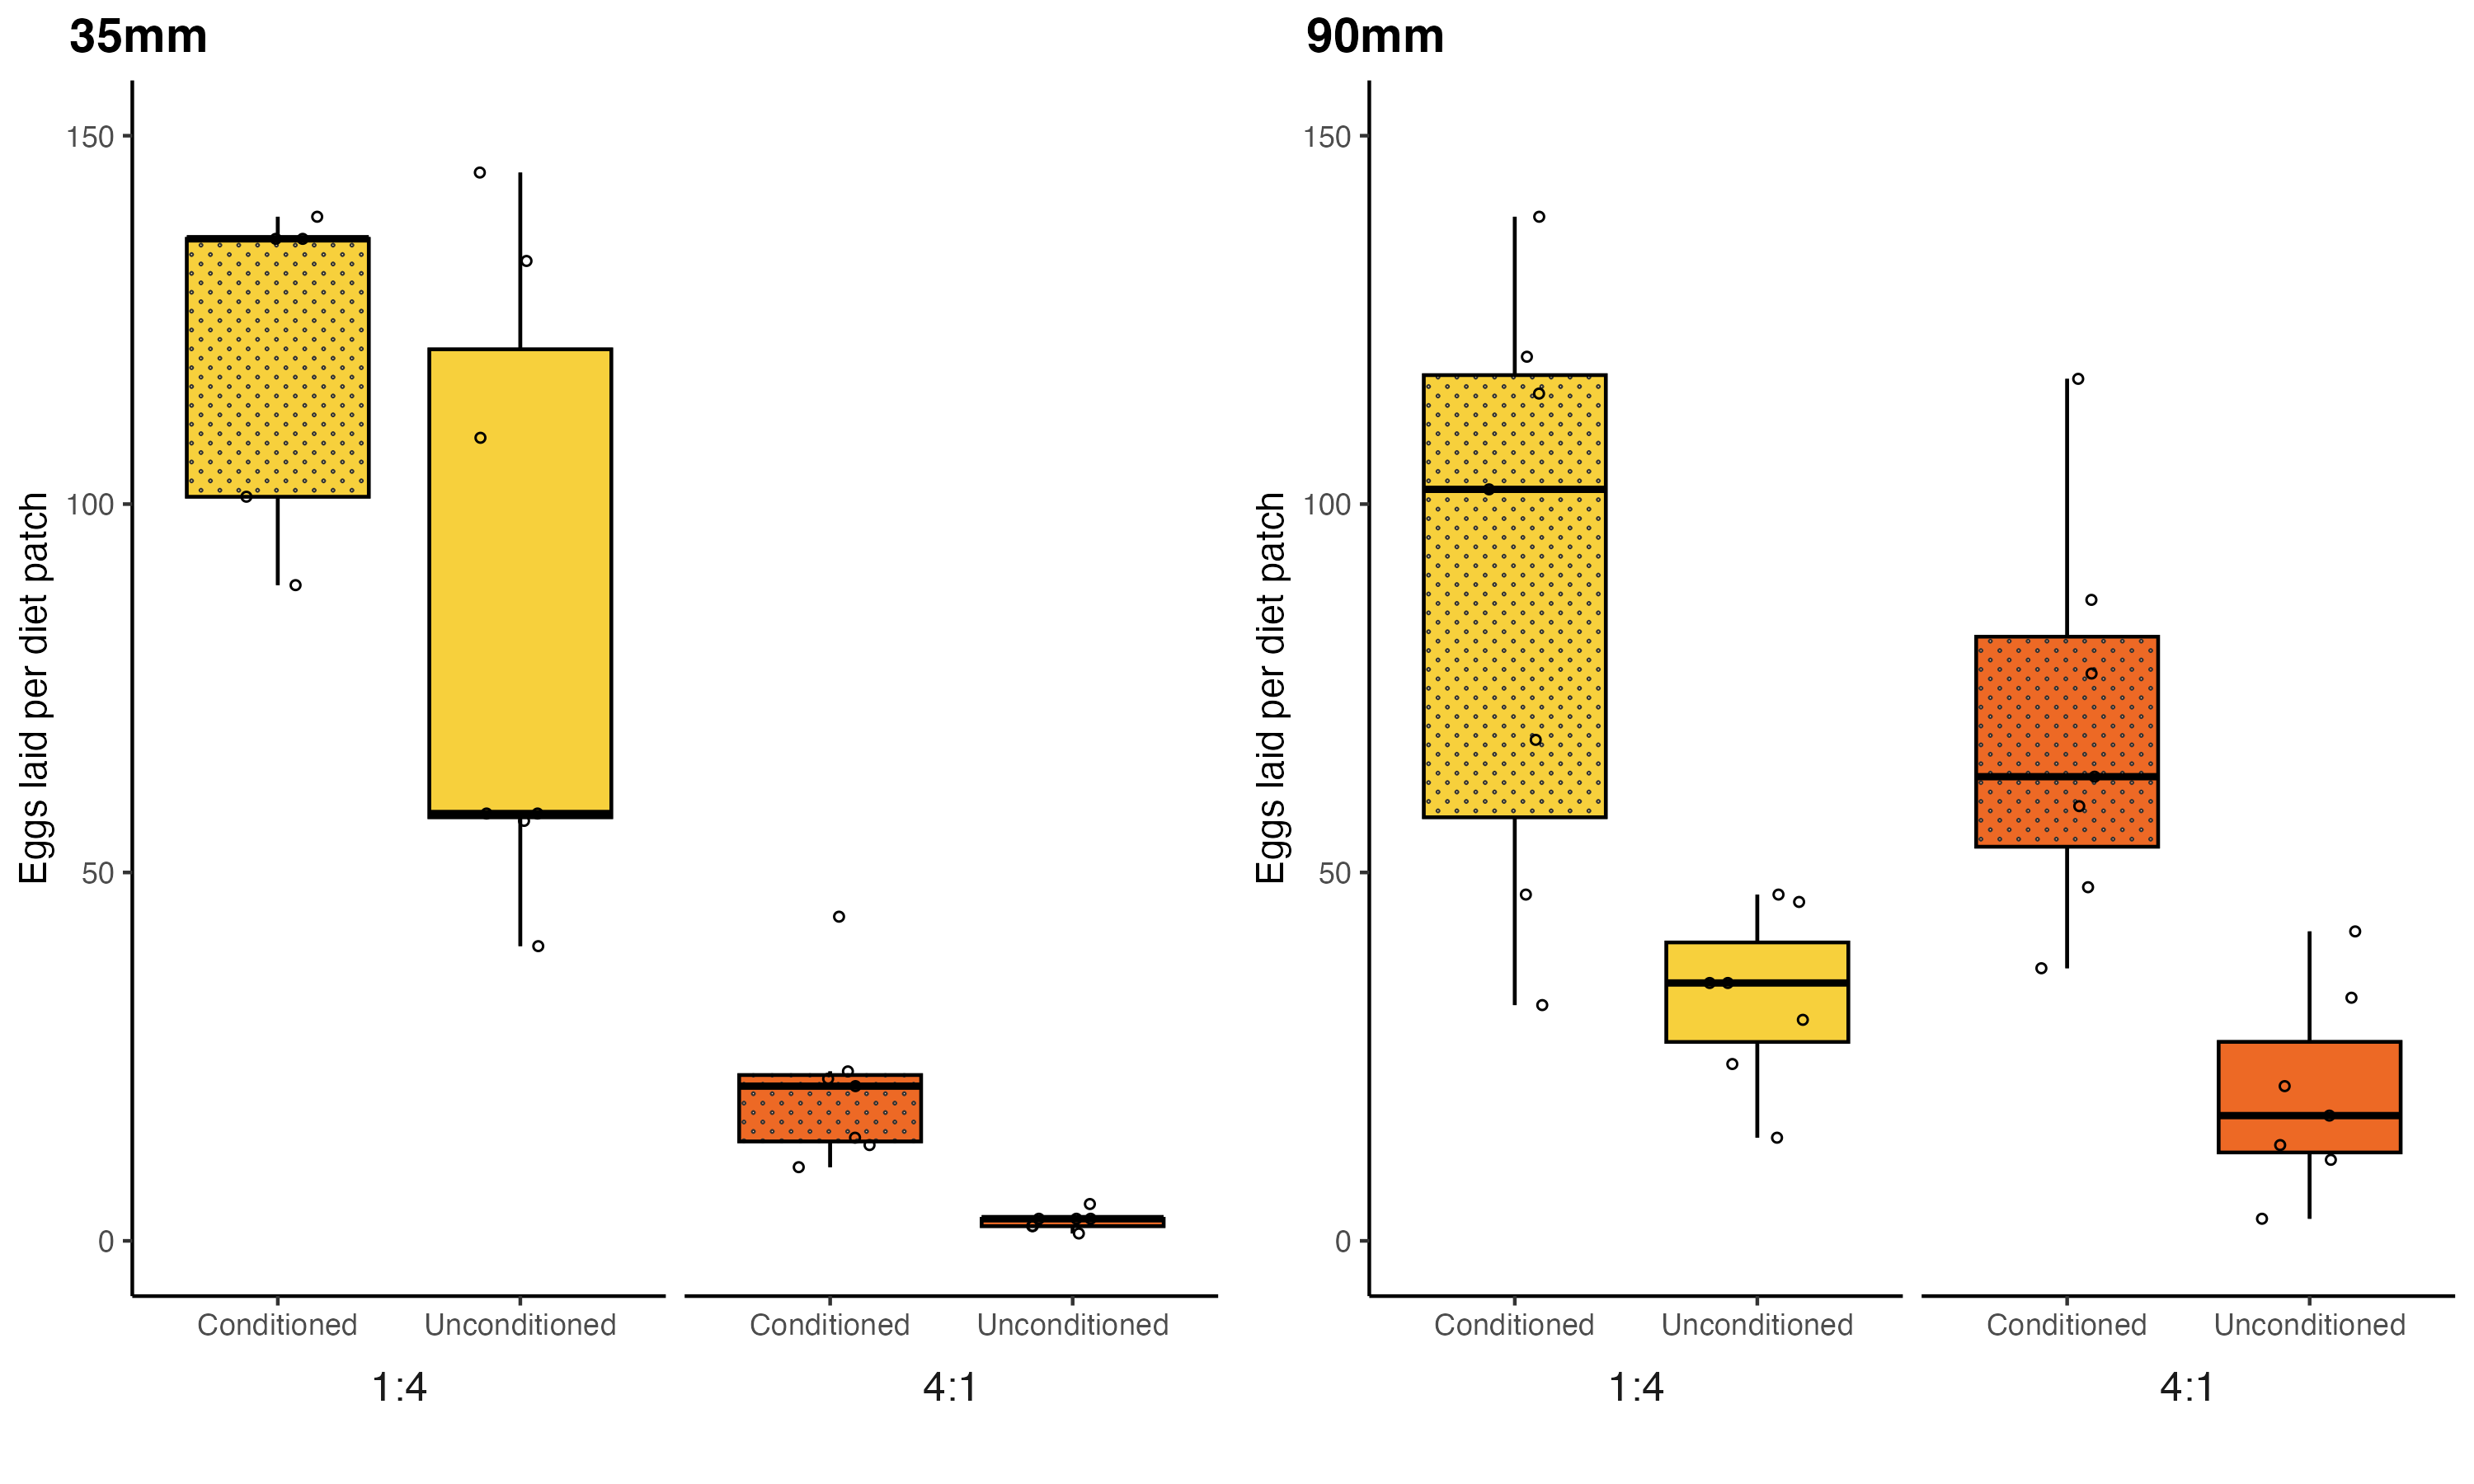 35mm
150
100
50
0
Eggs laid per diet patch
Conditioned Unconditioned Conditioned Unconditioned
1:4 4:1
90mm
150
100
50
0
Eggs laid per diet patch
Conditioned Unconditioned Conditioned Unconditioned
1:4 4:1